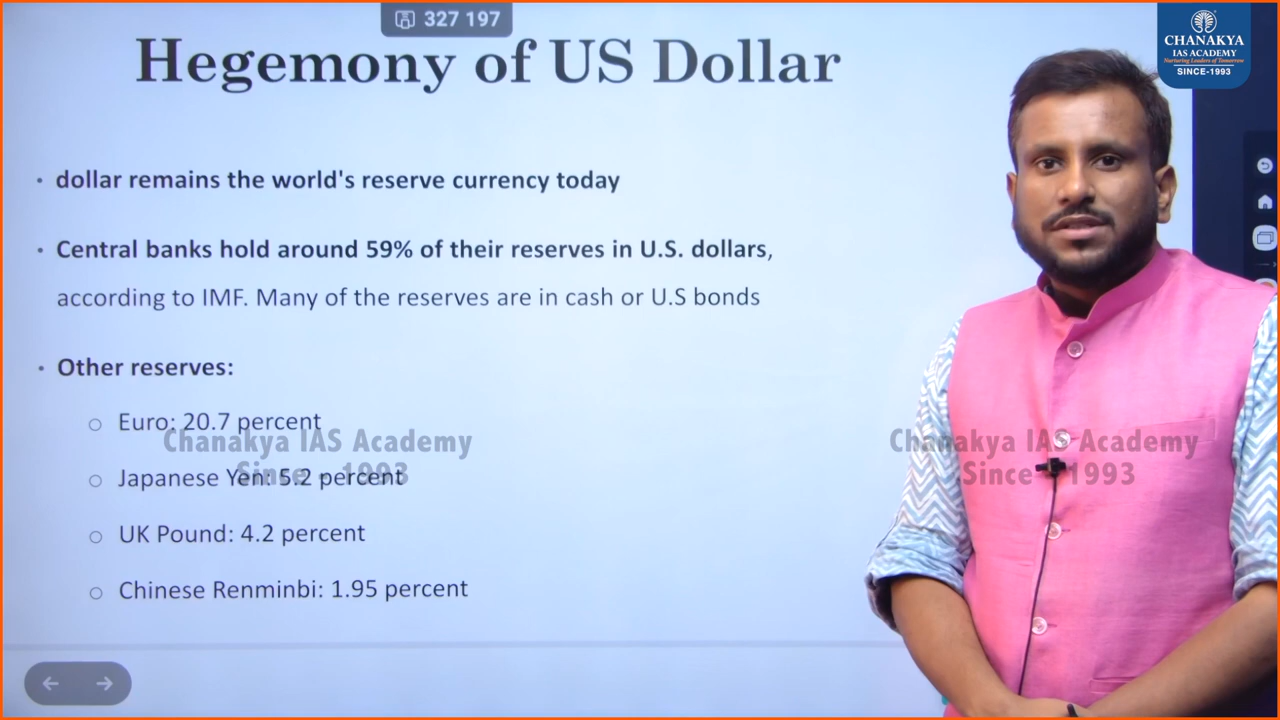 327 197
Hegemony of US Dollar
CHANAKYA
IAS ACADEMY
Nurturing Leaders of Tomorrow
SINCE-1993
• dollar remains the world's reserve currency today
• Central banks hold around 59% of their reserves in U.S. dollars,
according to IMF. Many of the reserves are in cash or U.S bonds
• Other reserves:
○ Euro: 20.7 percent
○ Japanese Yen: 5.2 percent
○ UK Pound: 4.2 percent
○ Chinese Renminbi: 1.95 percent
Chanakya IAS Academy
Since - 1993
Chanakya IAS Academy
Since - 1993